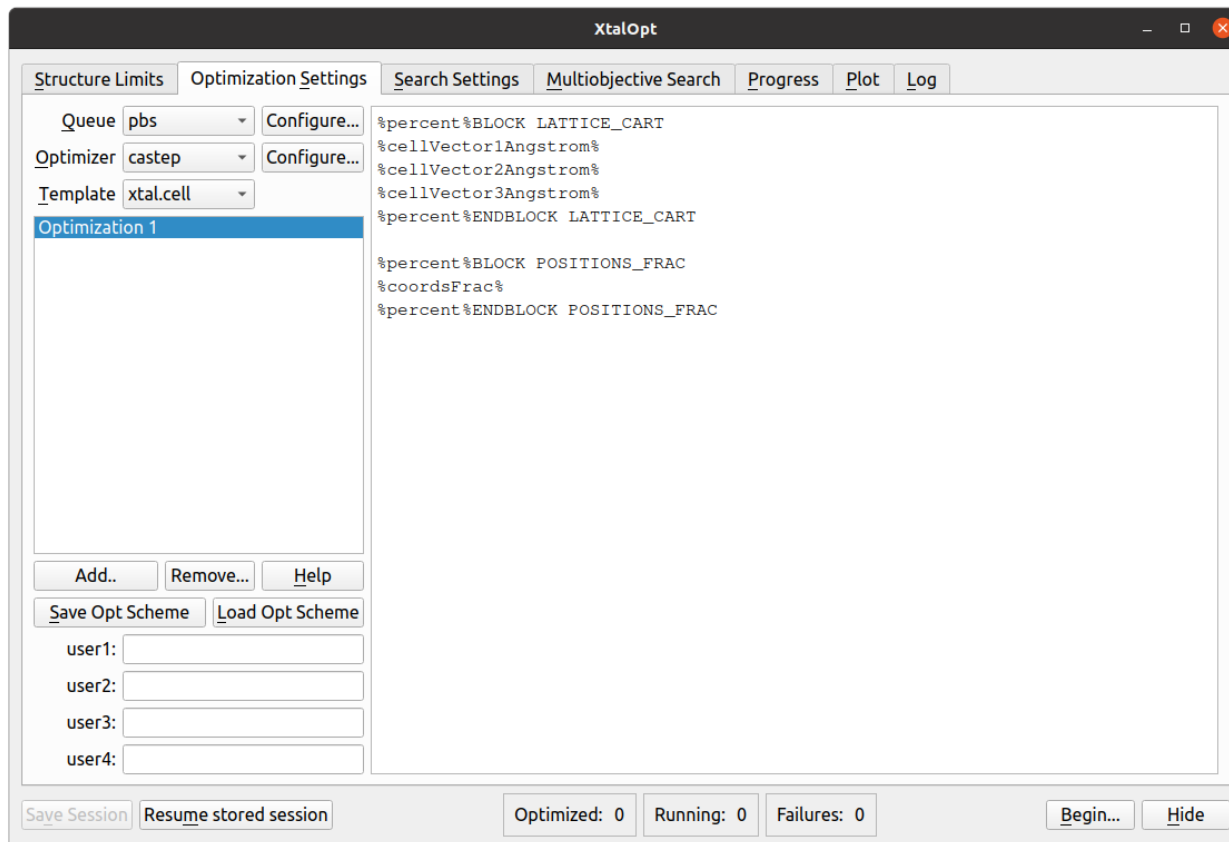 XtalOpt
Structure Limits Optimization Settings Search Settings Multiobjective Search Progress Plot Log
Queue pbs Configure...
Optimizer castep Configure...
Template xtal.cell
Optimization 1
Add.. Remove... Help
Save Opt Scheme Load Opt Scheme
user1:
user2:
user3:
user4:
%percent%BLOCK LATTICE_CART
%cellVector1Angstrom%
%cellVector2Angstrom%
%cellVector3Angstrom%
%percent%ENDBLOCK LATTICE_CART
%percent%BLOCK POSITIONS_FRAC
%coordsFrac%
%percent%ENDBLOCK POSITIONS_FRAC
Save Session Resume stored session Optimized: 0 Running: 0 Failures: 0 Begin... Hide